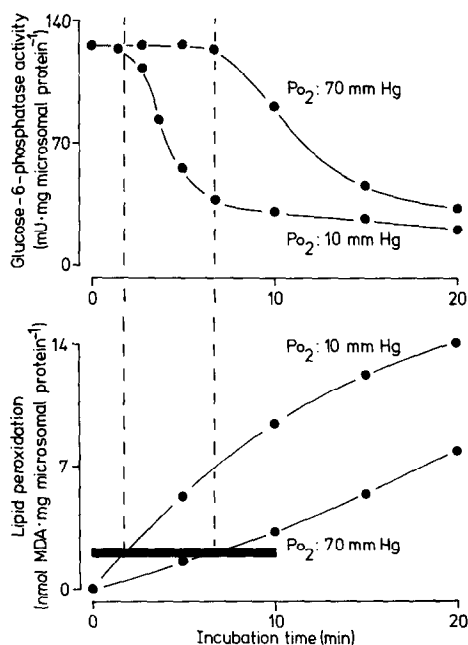 Glucose-6-phosphatase activity
(mU·mg microsomal protein⁻¹)
140
70
0
Po₂: 70 mm Hg
Po₂: 10 mm Hg
0
10
20
Lipid peroxidation
(nmol MDA·mg microsomal protein⁻¹)
14
7
0
Po₂: 10 mm Hg
Po₂: 70 mm Hg
0
10
20
Incubation time (min)